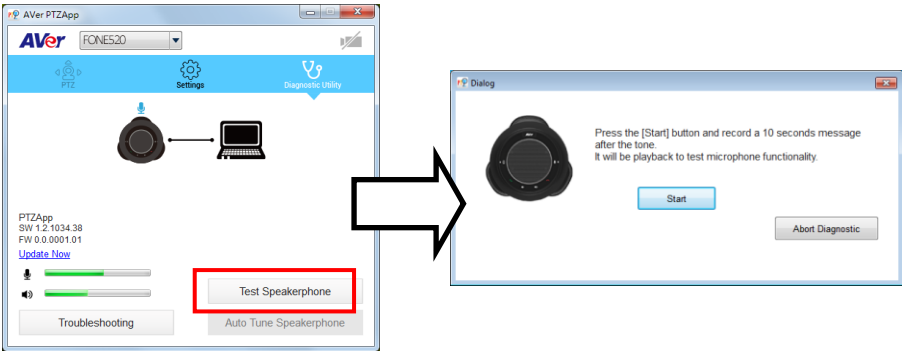 AVer PTZApp
AVer
FONE520
PTZ
Settings
Diagnostic Utility
PTZApp
SW 1.2.1034.38
FW 0.0.0001.01
Update Now
Test Speakerphone
Troubleshooting
Auto Tune Speakerphone
Dialog
Press the [Start] button and record a 10 seconds message
after the tone.
It will be playback to test microphone functionality.
Start
Abort Diagnostic